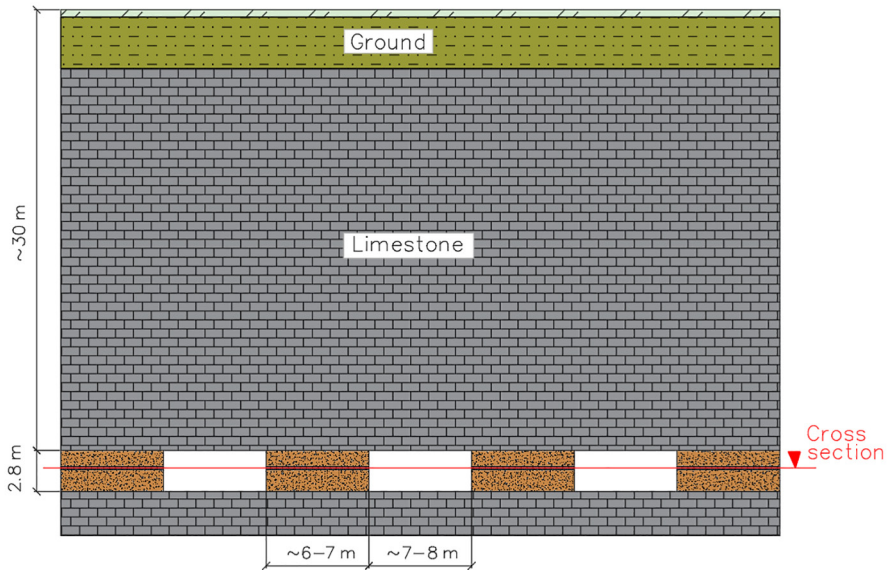 Ground
~30 m
Limestone
Cross
section
2.8 m
~6–7 m
~7–8 m